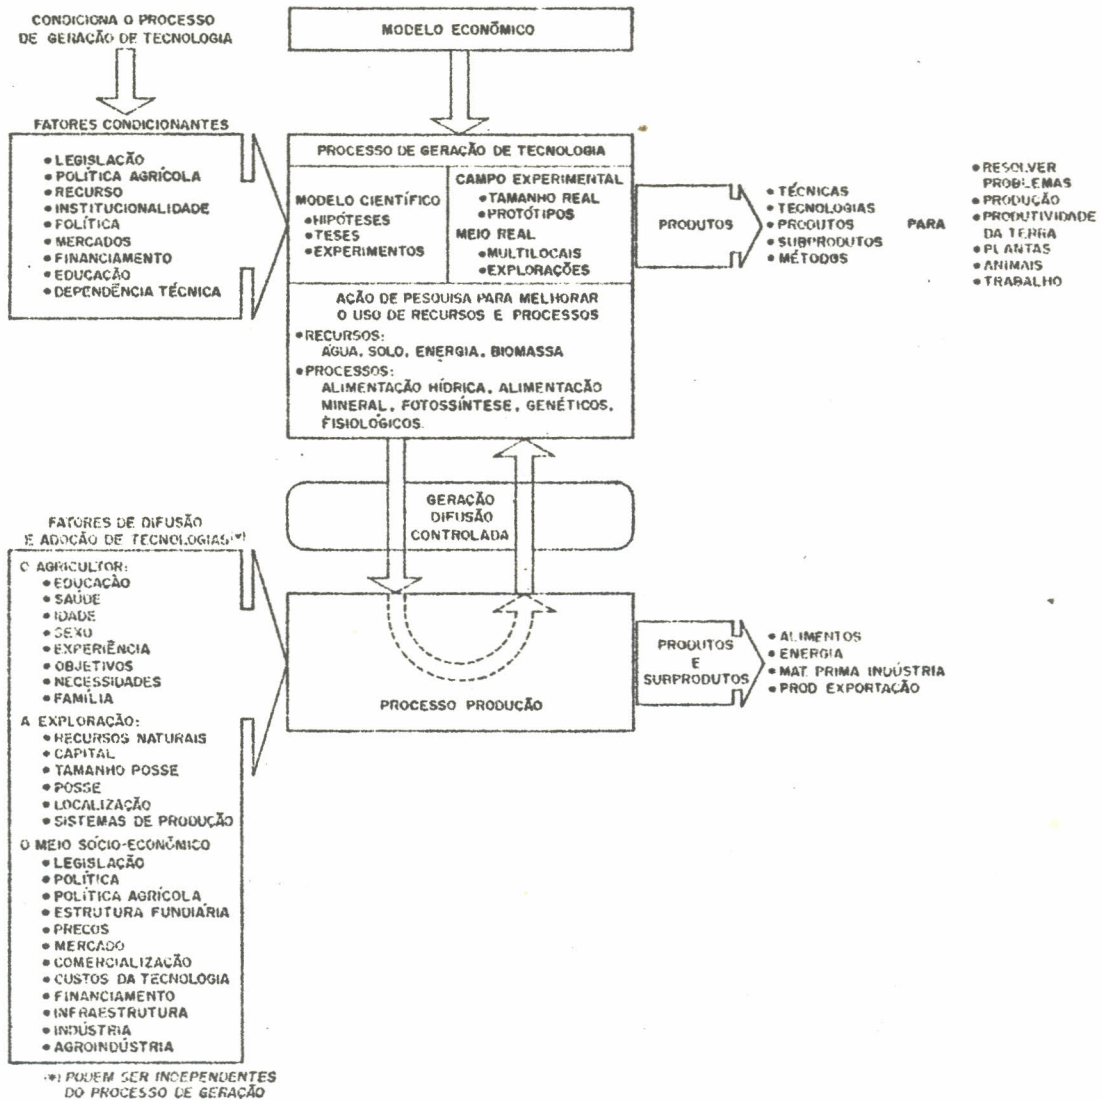 CONDICIONA O PROCESSO
DE GERAÇÃO DE TECNOLOGIA
MODELO ECONÔMICO
FATORES CONDICIONANTES
• LEGISLAÇÃO
• POLÍTICA AGRÍCOLA
• RECURSO
• INSTITUCIONALIDADE
• POLÍTICA
• MERCADOS
• FINANCIAMENTO
• EDUCAÇÃO
• DEPENDÊNCIA TÉCNICA
PROCESSO DE GERAÇÃO DE TECNOLOGIA
MODELO CIENTÍFICO
• HIPÓTESES
• TESES
• EXPERIMENTOS
CAMPO EXPERIMENTAL
• TAMANHO REAL
• PROTÓTIPOS
MEIO REAL
• MULTILOCAIS
• EXPLORAÇÕES
AÇÃO DE PESQUISA PARA MELHORAR
O USO DE RECURSOS E PROCESSOS
• RECURSOS:
ÁGUA, SOLO, ENERGIA, BIOMASSA
• PROCESSOS:
ALIMENTAÇÃO HÍDRICA, ALIMENTAÇÃO
MINERAL, FOTOSSÍNTESE, GENÉTICOS,
FISIOLÓGICOS.
PRODUTOS
• TÉCNICAS
• TECNOLOGIAS
• PRODUTOS
• SUBPRODUTOS
• MÉTODOS
PARA
• RESOLVER
PROBLEMAS
• PRODUÇÃO
• PRODUTIVIDADE
DA TERRA
• PLANTAS
• ANIMAIS
• TRABALHO
GERAÇÃO
DIFUSÃO
CONTROLADA
FATORES DE DIFUSÃO
E ADOÇÃO DE TECNOLOGIAS(*)
O AGRICULTOR:
• EDUCAÇÃO
• SAÚDE
• IDADE
• SEXO
• EXPERIÊNCIA
• OBJETIVOS
• NECESSIDADES
• FAMÍLIA
A EXPLORAÇÃO:
• RECURSOS NATURAIS
• CAPITAL
• TAMANHO POSSE
• POSSE
• LOCALIZAÇÃO
• SISTEMAS DE PRODUÇÃO
O MEIO SÓCIO-ECONÔMICO
• LEGISLAÇÃO
• POLÍTICA
• POLÍTICA AGRÍCOLA
• ESTRUTURA FUNDIÁRIA
• PREÇOS
• MERCADO
• COMERCIALIZAÇÃO
• CUSTOS DA TECNOLOGIA
• FINANCIAMENTO
• INFRAESTRUTURA
• INDÚSTRIA
• AGROINDÚSTRIA
PROCESSO PRODUÇÃO
PRODUTOS
E
SUBPRODUTOS
• ALIMENTOS
• ENERGIA
• MAT. PRIMA INDÚSTRIA
• PROD EXPORTAÇÃO
(*) PODEM SER INDEPENDENTES
DO PROCESSO DE GERAÇÃO